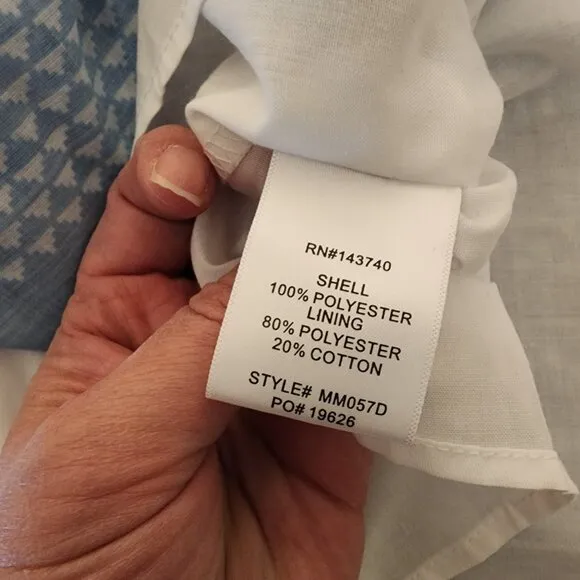 RN#143740
SHELL
100% POLYESTER
LINING
80% POLYESTER
20% COTTON
STYLE# MM057D
PO# 19626